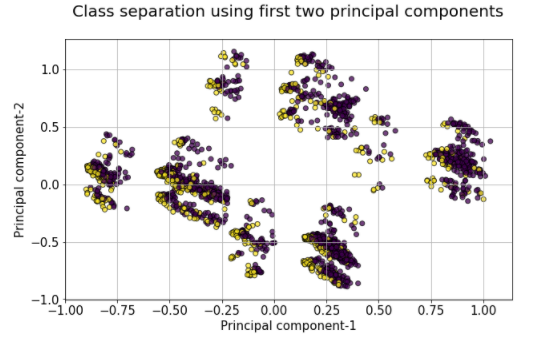 Class separation using first two principal components
Principal component-2
1.0
0.5
0.0
−0.5
−1.0
−1.00 −0.75 −0.50 −0.25 0.00 0.25 0.50 0.75 1.00
Principal component-1